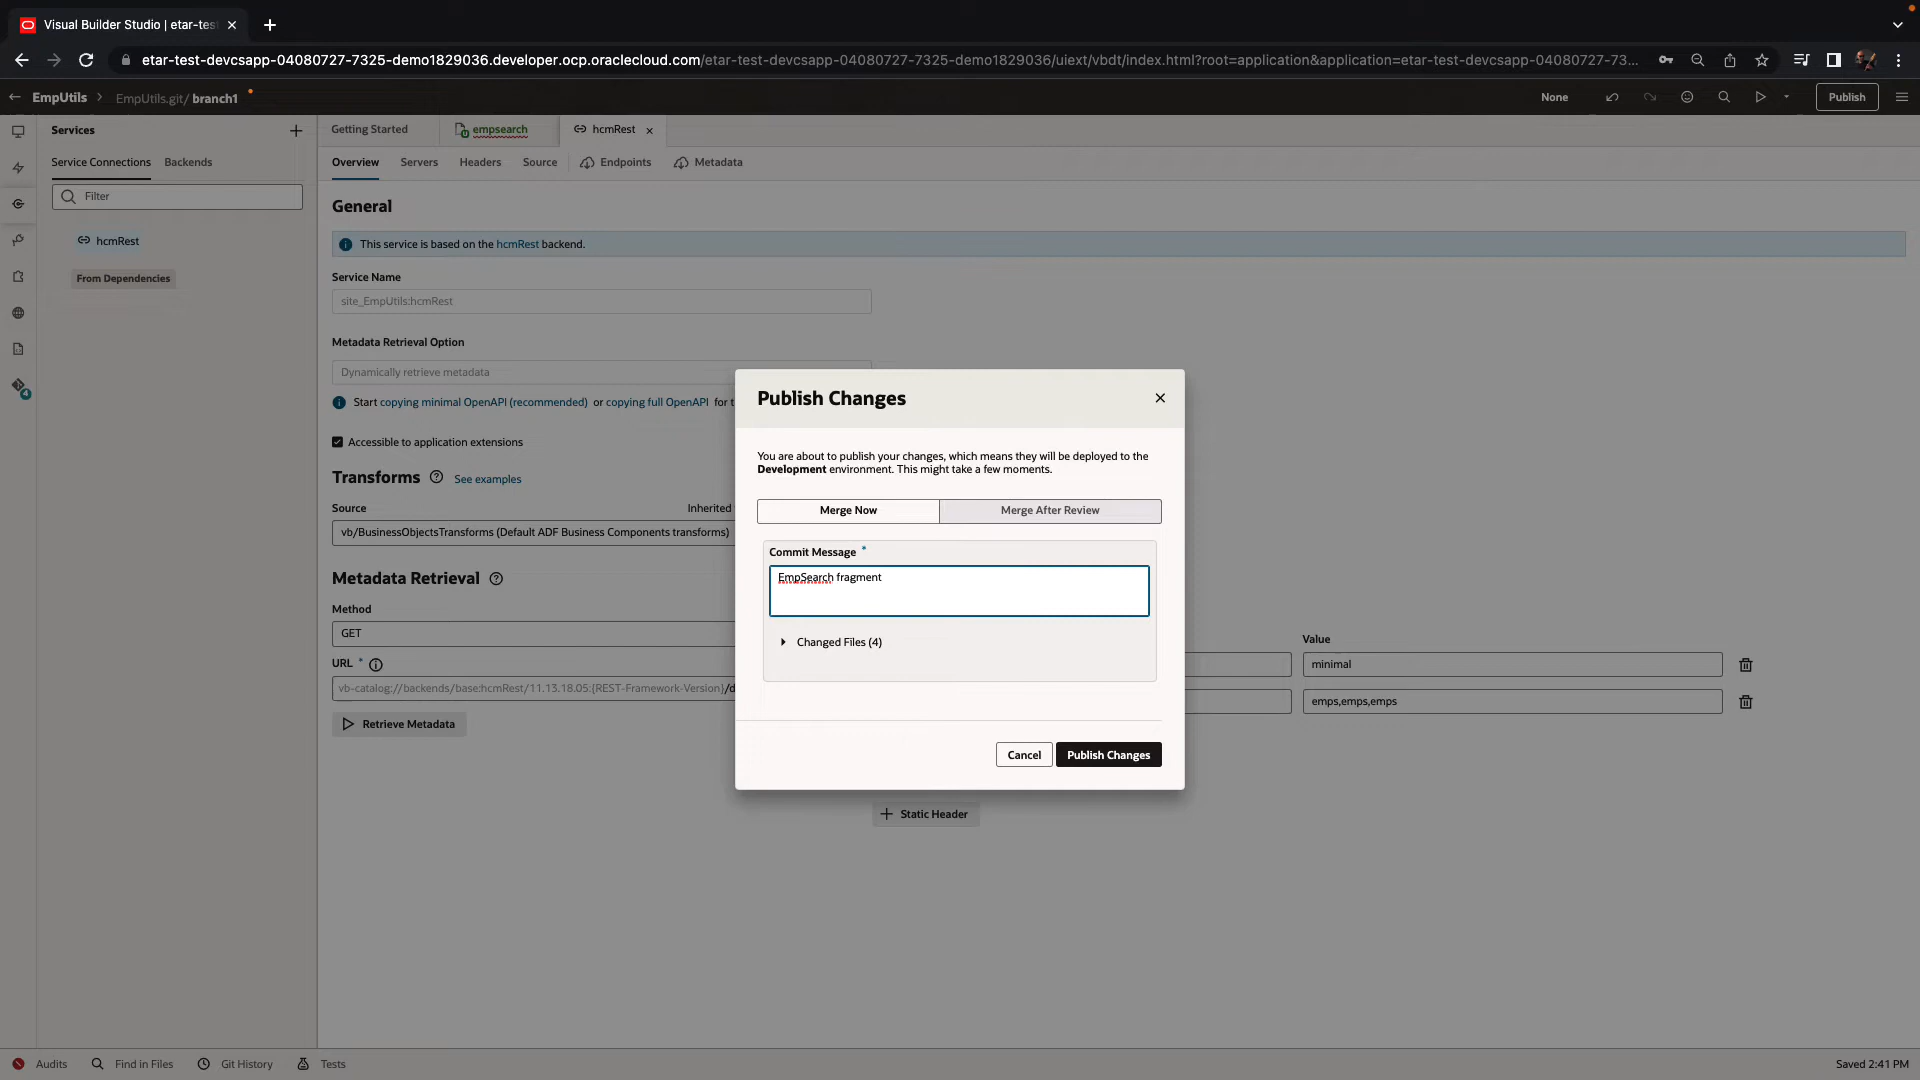 Visual Builder Studio | etar-tes
etar-test-devcsapp-04080727-7325-demo1829036.developer.ocp.oraclecloud.com/etar-test-devcsapp-04080727-7325-demo1829036/uiext/vbdt/index.html?root=application&application=etar-test-devcsapp-04080727-73...
EmpUtils > EmpUtils.git/ branch1
None
Publish
Services
Service Connections Backends
Filter
hcmRest
From Dependencies
4
Getting Started empsearch hcmRest
Overview Servers Headers Source Endpoints Metadata
General
This service is based on the hcmRest backend.
Service Name
site_EmpUtils:hcmRest
Metadata Retrieval Option
Dynamically retrieve metadata
Start copying minimal OpenAPI (recommended) or copying full OpenAPI for t
Accessible to application extensions
Transforms See examples
Source Inherited
vb/BusinessObjectsTransforms (Default ADF Business Components transforms)
Metadata Retrieval
Method
GET
URL *
vb-catalog://backends/base:hcmRest/11.13.18.05:{REST-Framework-Version}/d
Retrieve Metadata
Value
minimal
emps,emps,emps
Static Header
Publish Changes
You are about to publish your changes, which means they will be deployed to the
Development environment. This might take a few moments.
Merge Now Merge After Review
Commit Message *
EmpSearch fragment
Changed Files (4)
Cancel Publish Changes
Audits Find in Files Git History Tests
Saved 2:41 PM